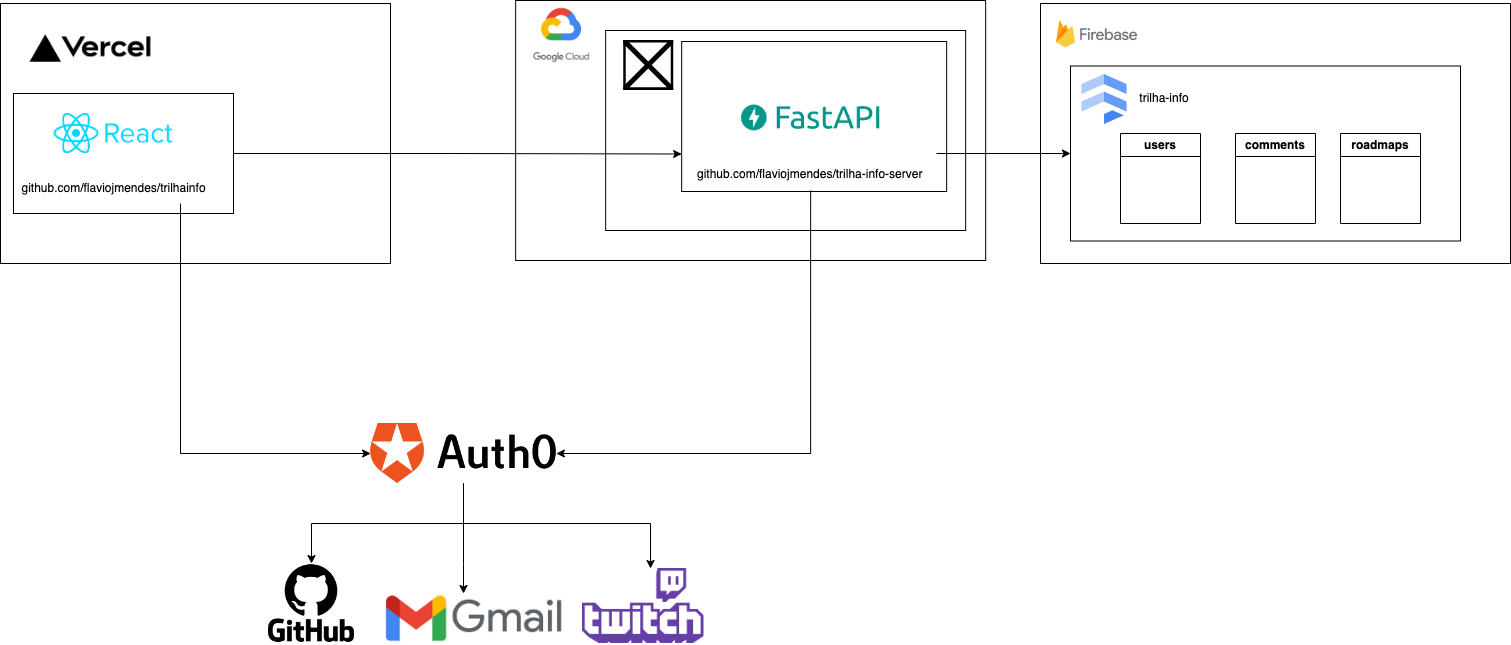 Vercel
React
github.com/flaviojmendes/trilhainfo
Google Cloud
FastAPI
github.com/flaviojmendes/trilha-info-server
Firebase
trilha-info
users
comments
roadmaps
Auth0
GitHub
Gmail
twitch